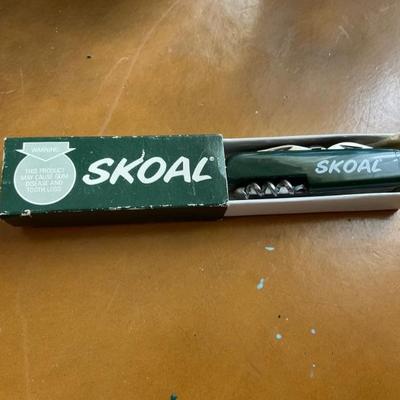 WARNING:
THIS PRODUCT
MAY CAUSE GUM
DISEASE AND
TOOTH LOSS
SKOAL®
SKOAL